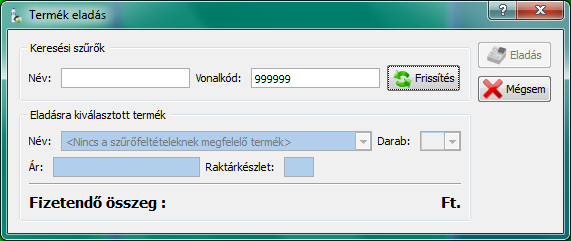 Termék eladás
Keresési szűrők
Név: Vonalkód: 999999 Frissítés
Eladás
Mégsem
Eladásra kiválasztott termék
Név: <Nincs a szűrőfeltételeknek megfelelő termék> Darab:
Ár: Raktárkészlet:
Fizetendő összeg : Ft.